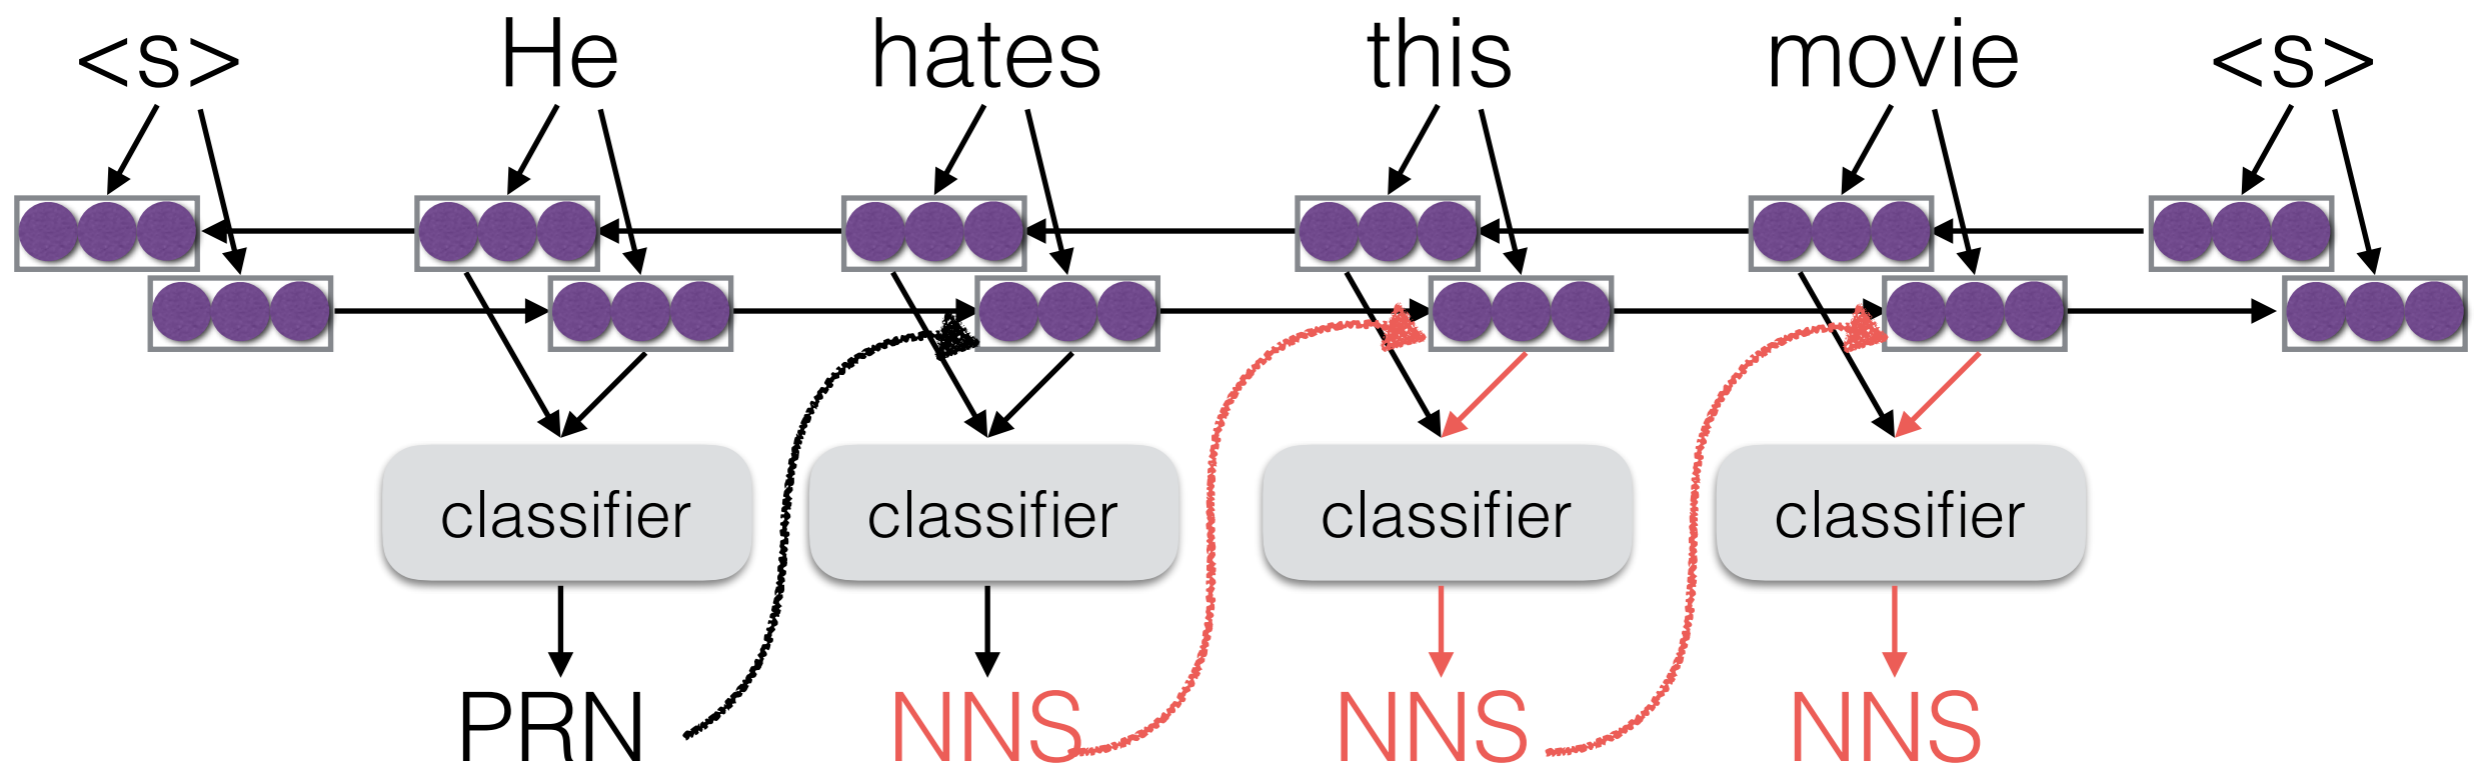 <s> He hates this movie <s>
classifier classifier classifier classifier
PRN NNS NNS NNS